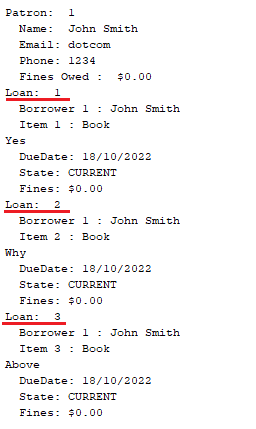 Patron:  1
  Name:  John Smith
  Email: dotcom
  Phone: 1234
  Fines Owed :  $0.00
Loan:  1
  Borrower 1 : John Smith
  Item 1 : Book
Yes
  DueDate: 18/10/2022
  State: CURRENT
  Fines: $0.00
Loan:  2
  Borrower 1 : John Smith
  Item 2 : Book
Why
  DueDate: 18/10/2022
  State: CURRENT
  Fines: $0.00
Loan:  3
  Borrower 1 : John Smith
  Item 3 : Book
Above
  DueDate: 18/10/2022
  State: CURRENT
  Fines: $0.00